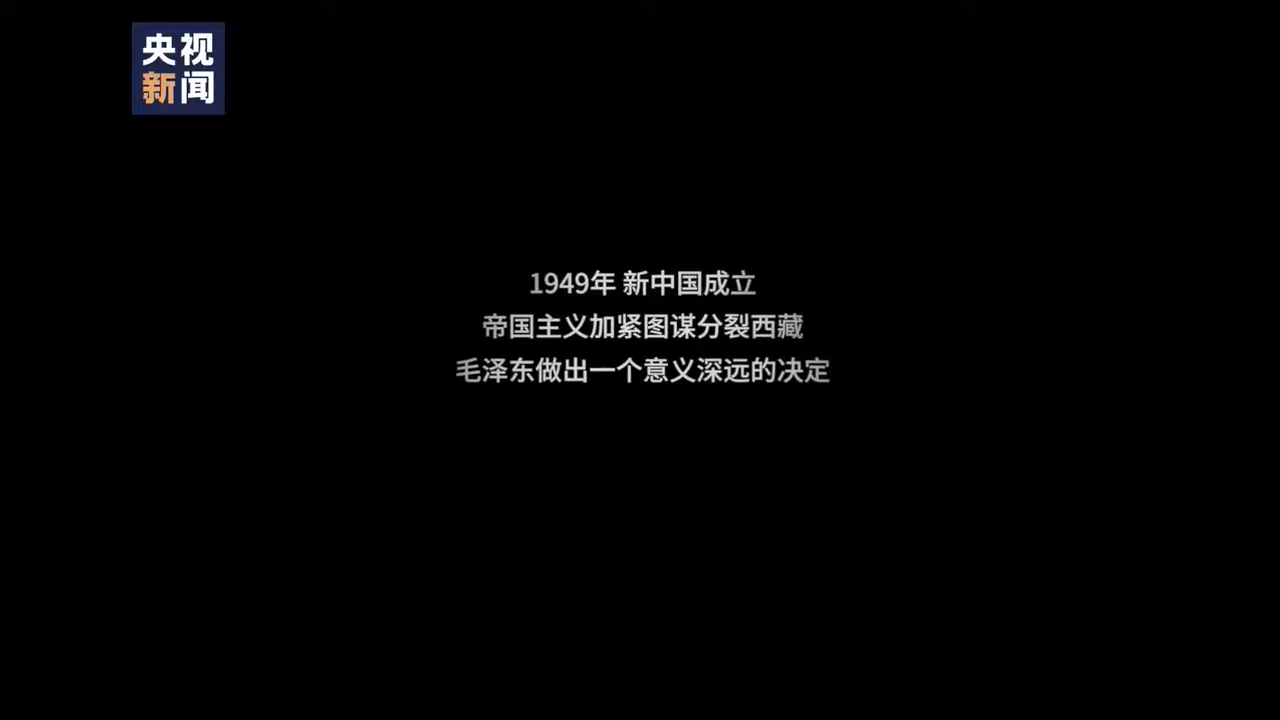 央视
新闻
1949年 新中国成立
帝国主义加紧图谋分裂西藏
毛泽东做出一个意义深远的决定